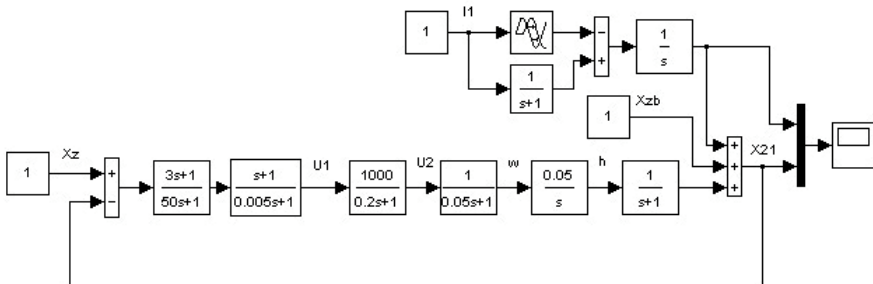 I1
1
−
+
1
s
1
s+1
Xzb
1
Xz
1
+
−
3s+1
50s+1
s+1
0.005s+1
U1
1000
0.2s+1
U2
1
0.05s+1
w
0.05
s
h
1
s+1
+
+
+
X21